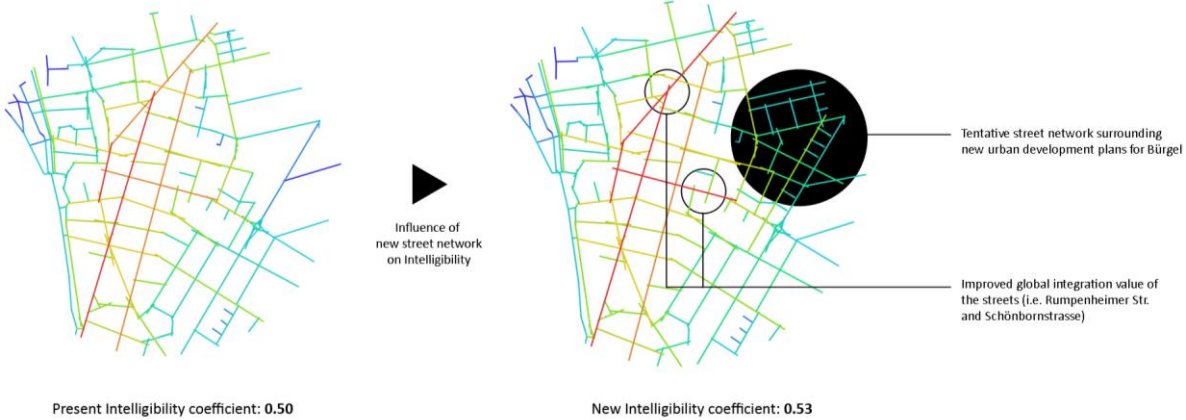 Influence of
new street network
on Intelligibility
Tentative street network surrounding
new urban development plans for Bürgel
Improved global integration value of
the streets (i.e. Rumpenheimer Str.
and Schönbornstrasse)
Present Intelligibility coefficient: 0.50
New Intelligibility coefficient: 0.53